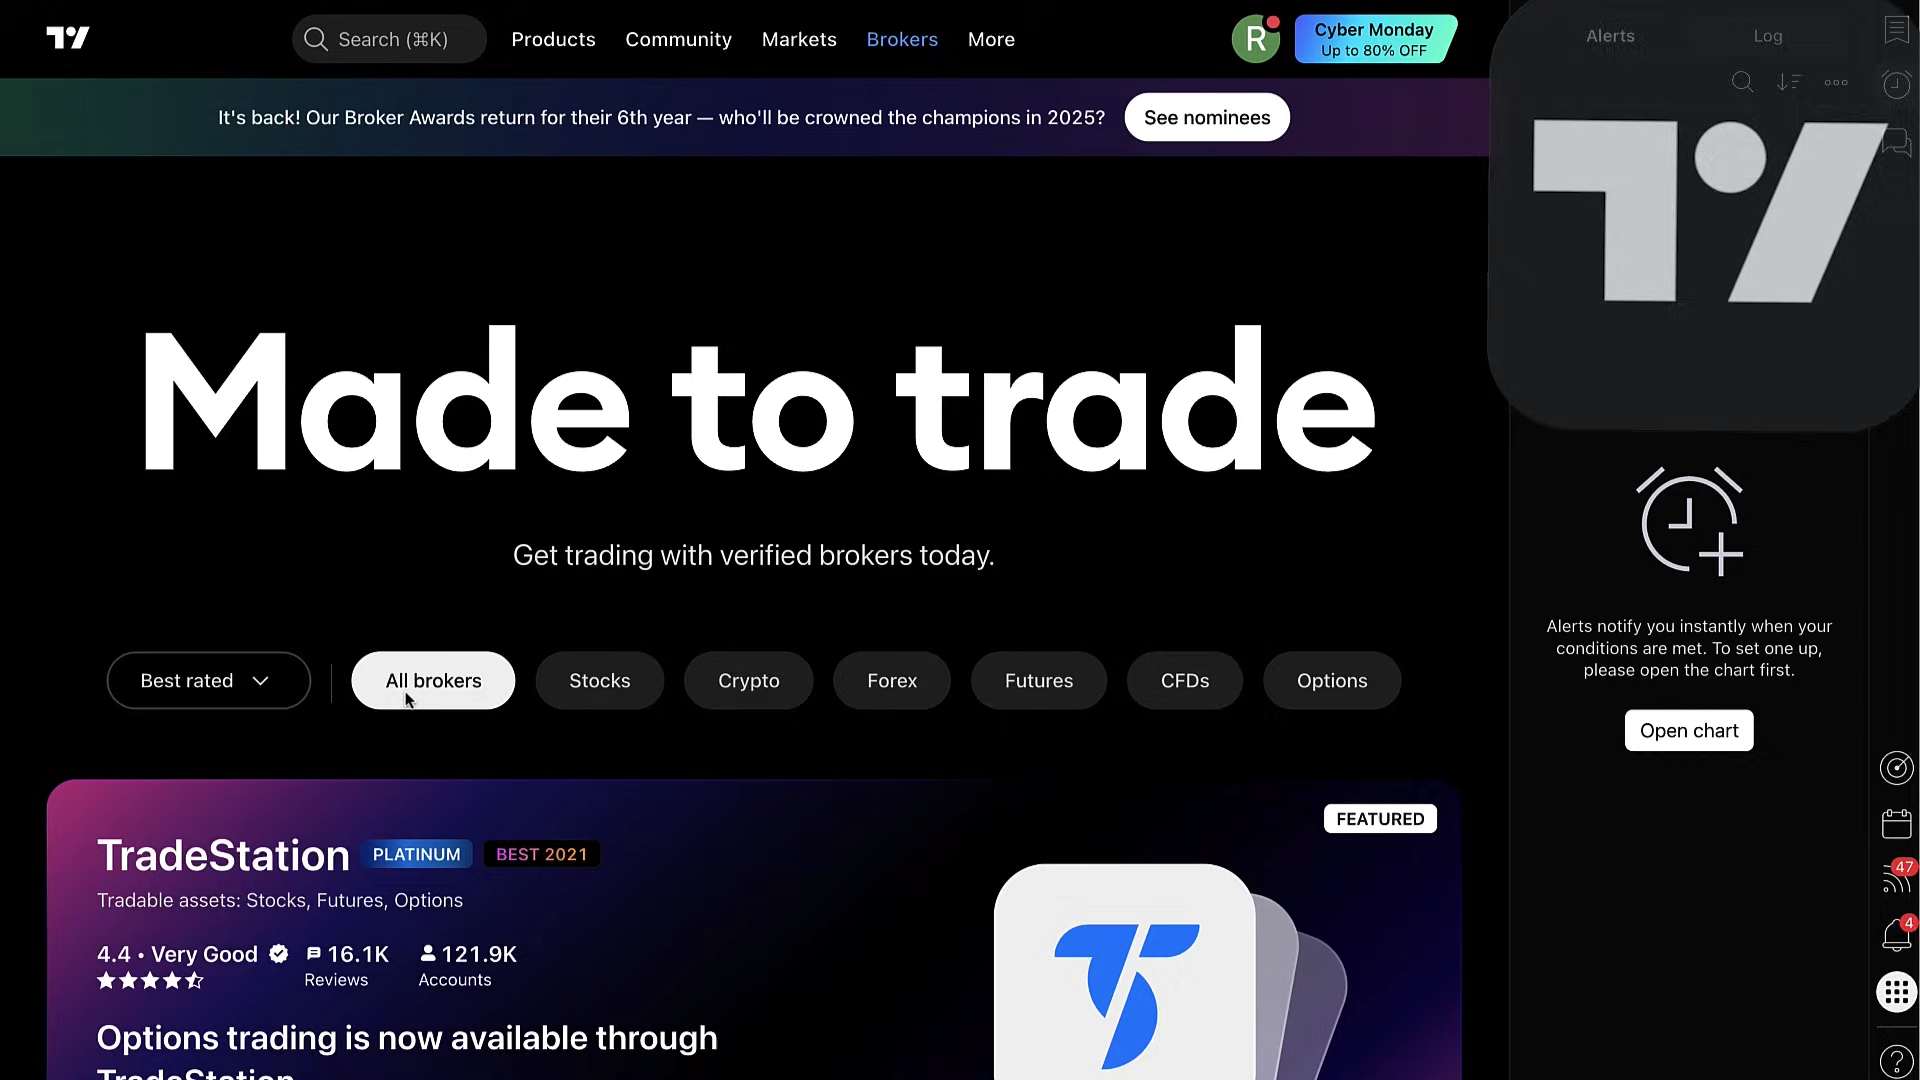 Search (⌘K)
Products
Community
Markets
Brokers
More
R
Cyber Monday
Up to 80% OFF
Alerts
Log
It's back! Our Broker Awards return for their 6th year — who'll be crowned the champions in 2025?
See nominees
Made to trade
Get trading with verified brokers today.
Best rated
All brokers
Stocks
Crypto
Forex
Futures
CFDs
Options
Alerts notify you instantly when your
conditions are met. To set one up,
please open the chart first.
Open chart
FEATURED
TradeStation
PLATINUM
BEST 2021
Tradable assets: Stocks, Futures, Options
4.4 • Very Good
16.1K
Reviews
121.9K
Accounts
Options trading is now available through
TradeStation
47
4